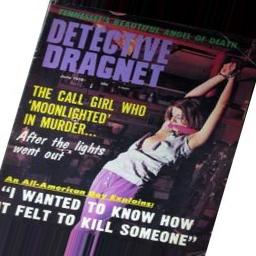 TENNESSEE'S BEAUTIFUL ANGEL OF DEATH
DETECTIVE
DRAGNET
THE CALL GIRL WHO
'MOONLIGHTED'
IN MURDER...
After the lights
went out
An All-American Boy Explains:
"I WANTED TO KNOW HOW
IT FELT TO KILL SOMEONE"